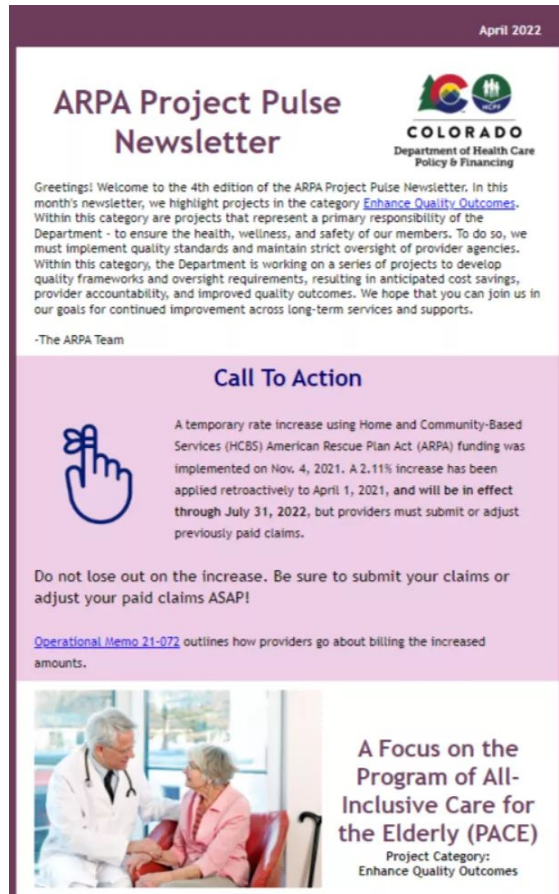 April 2022
ARPA Project Pulse
Newsletter
HCPF
COLORADO
Department of Health Care
Policy & Financing
Greetings! Welcome to the 4th edition of the ARPA Project Pulse Newsletter. In this
month's newsletter, we highlight projects in the category Enhance Quality Outcomes.
Within this category are projects that represent a primary responsibility of the
Department - to ensure the health, wellness, and safety of our members. To do so, we
must implement quality standards and maintain strict oversight of provider agencies.
Within this category, the Department is working on a series of projects to develop
quality frameworks and oversight requirements, resulting in anticipated cost savings,
provider accountability, and improved quality outcomes. We hope that you can join us in
our goals for continued improvement across long-term services and supports.
-The ARPA Team
Call To Action
A temporary rate increase using Home and Community-Based
Services (HCBS) American Rescue Plan Act (ARPA) funding was
implemented on Nov. 4, 2021. A 2.11% increase has been
applied retroactively to April 1, 2021, and will be in effect
through July 31, 2022, but providers must submit or adjust
previously paid claims.
Do not lose out on the increase. Be sure to submit your claims or
adjust your paid claims ASAP!
Operational Memo 21-072 outlines how providers go about billing the increased
amounts.
A Focus on the
Program of All-
Inclusive Care for
the Elderly (PACE)
Project Category:
Enhance Quality Outcomes